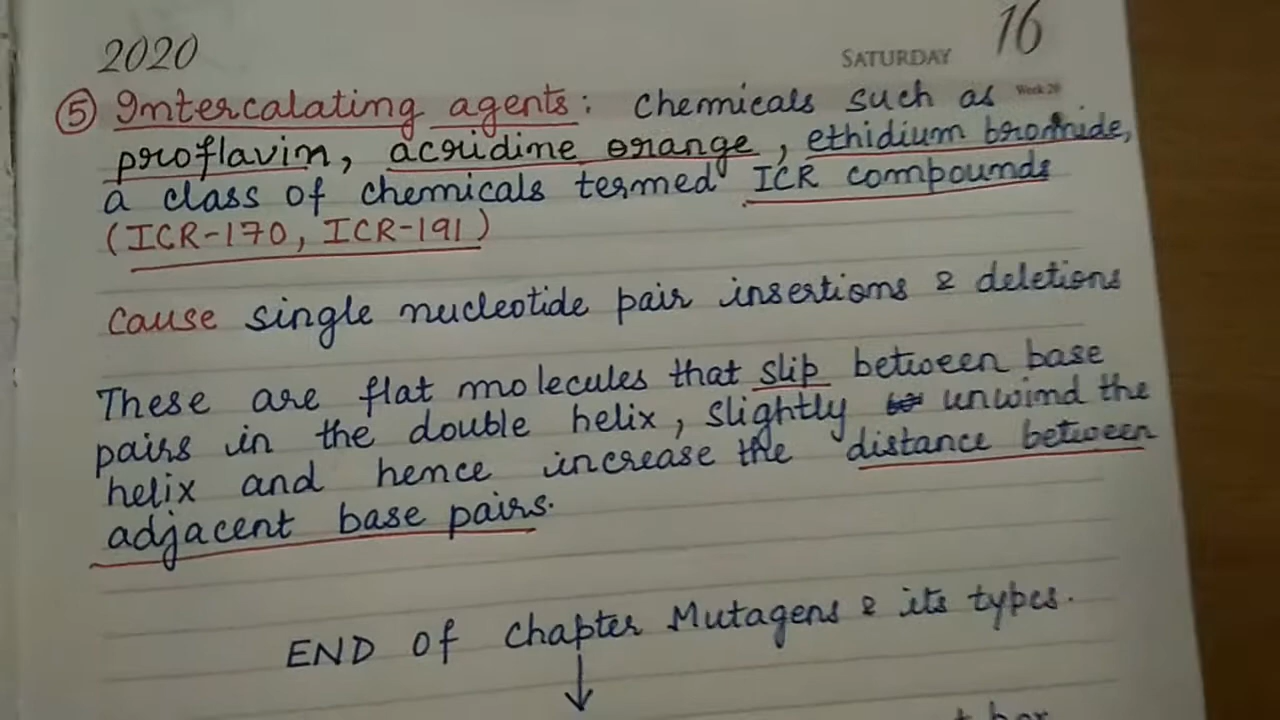 2020 SATURDAY 16
Week 20
⑤ Intercalating agents: chemicals such as
proflavin, acridine orange, ethidium bromide,
a class of chemicals termed ICR compounds
(ICR-170, ICR-191)
cause single nucleotide pair insertions & deletions
These are flat molecules that slip between base
pairs in the double helix, slightly unwind the
helix and hence increase the distance between
adjacent base pairs.
END of chapter Mutagens & its types.
↓